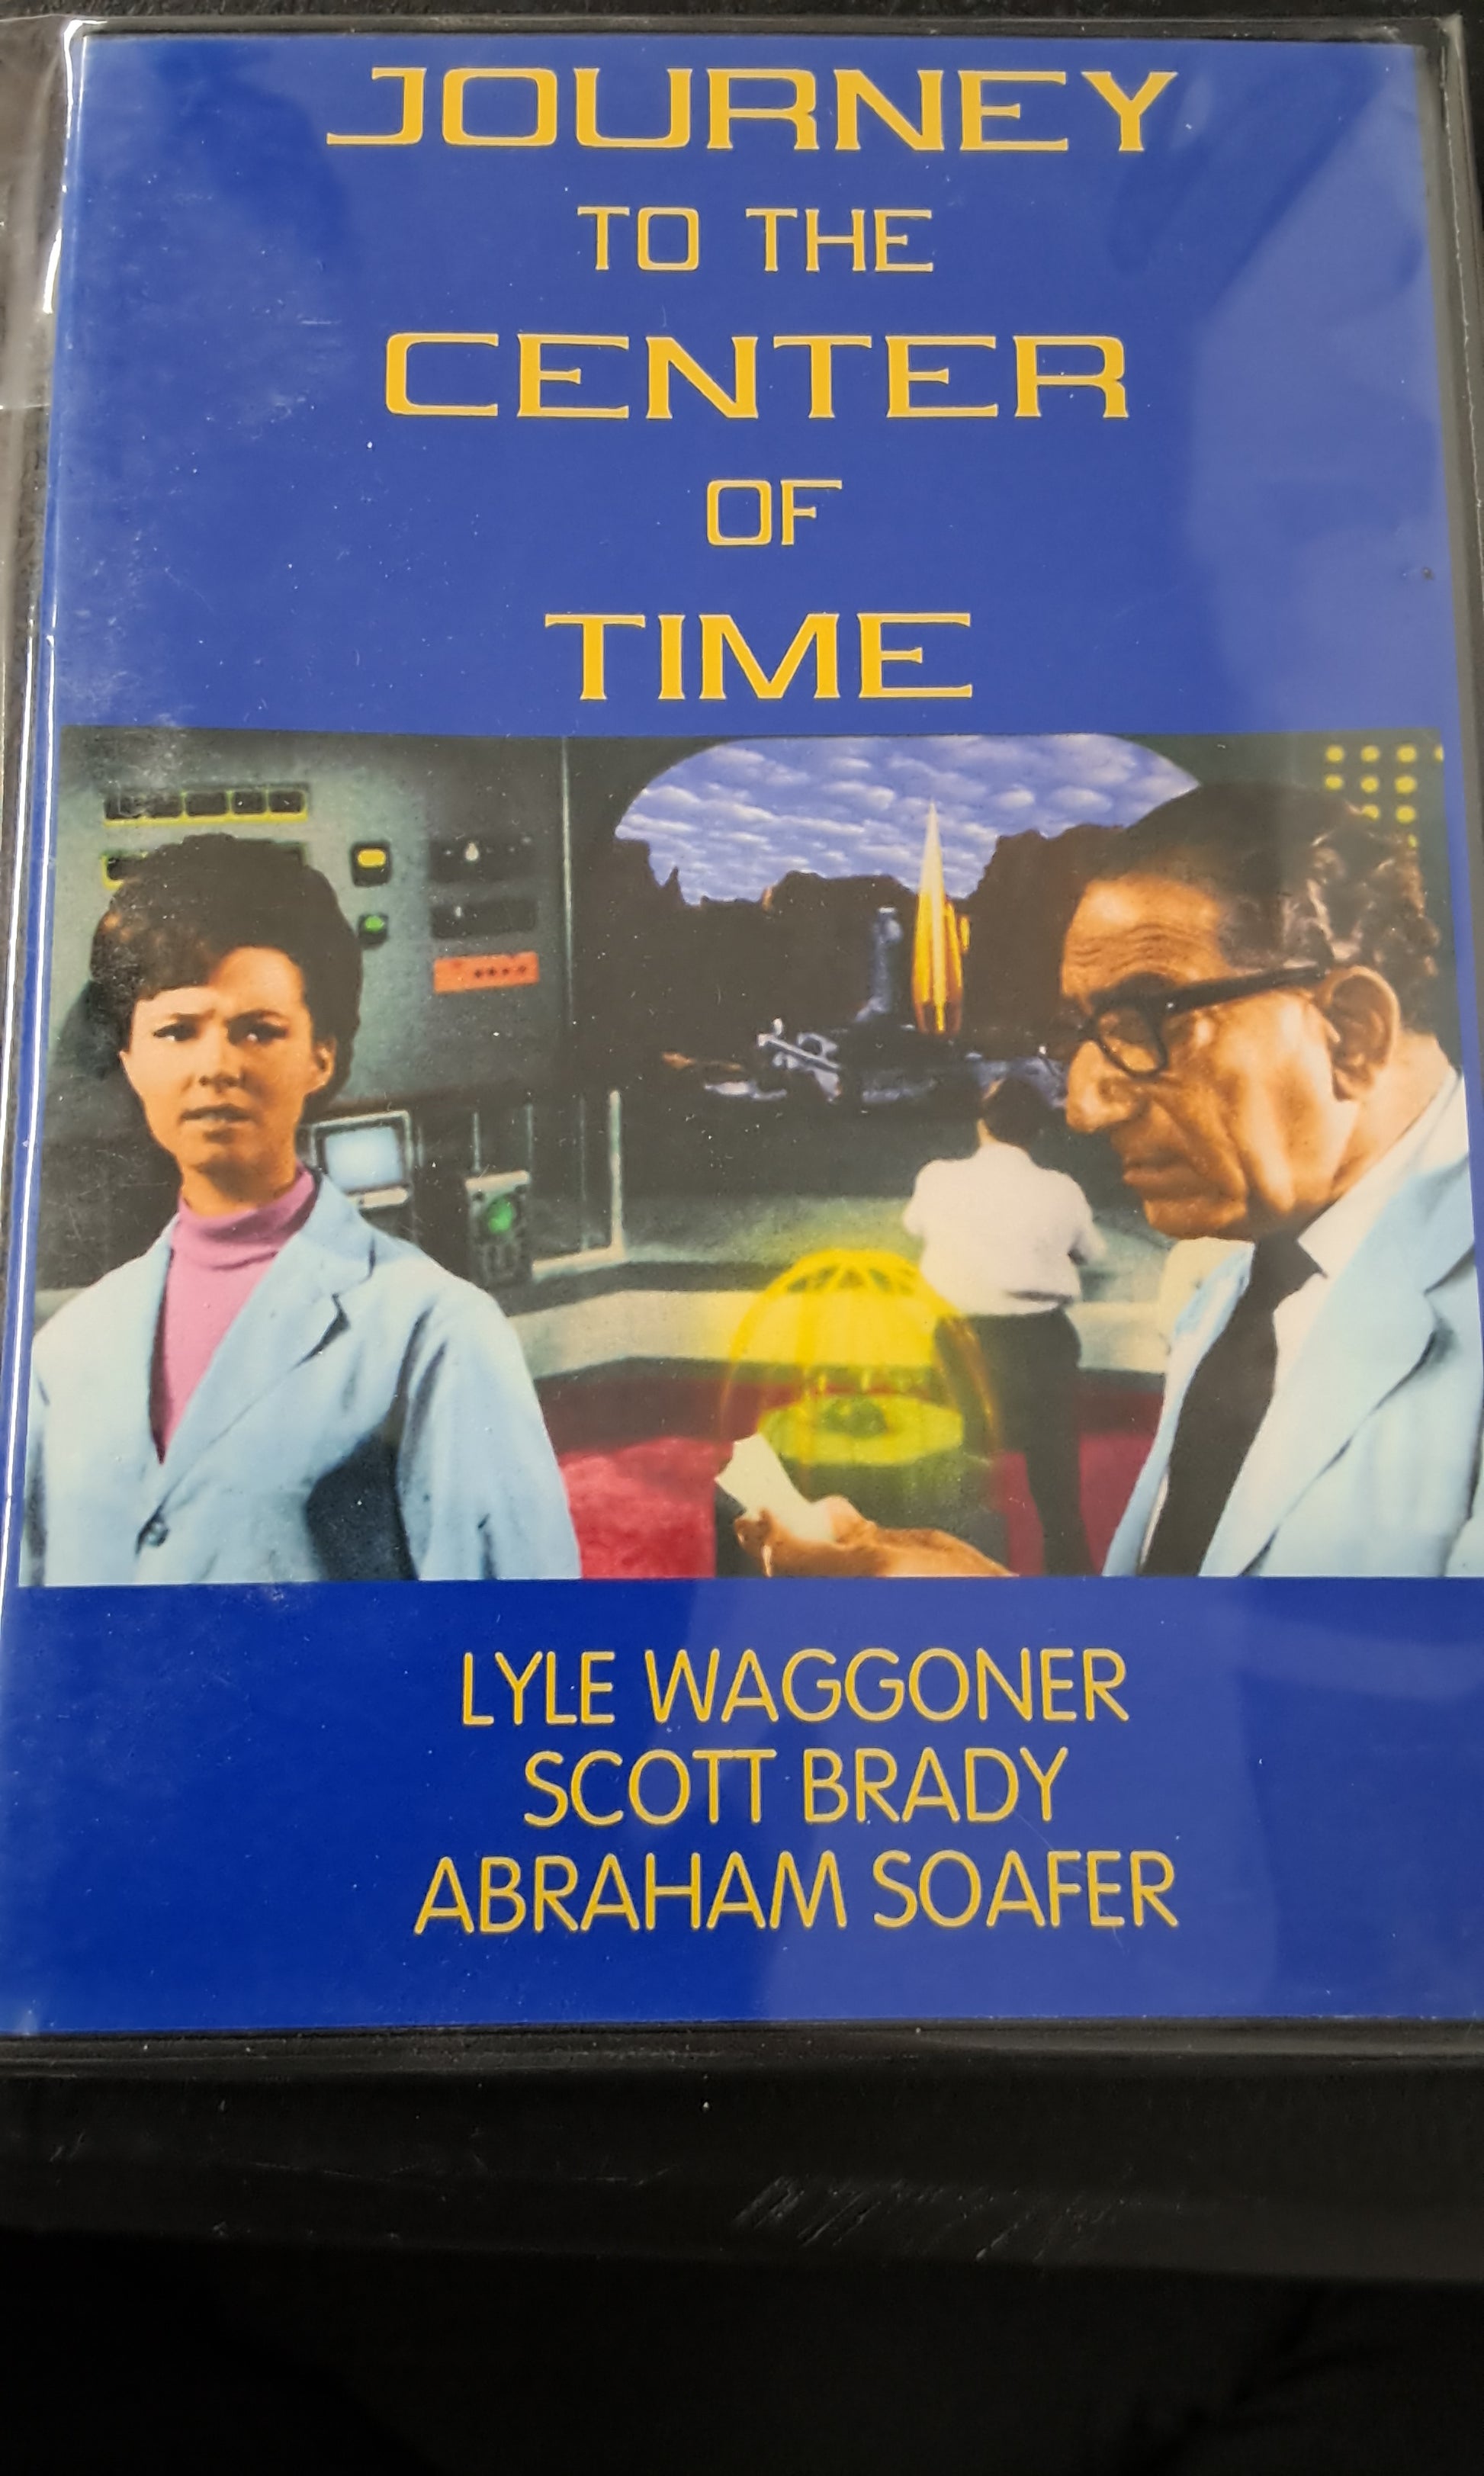 JOURNEY
TO THE
CENTER
OF
TIME
LYLE WAGGONER
SCOTT BRADY
ABRAHAM SOAFER